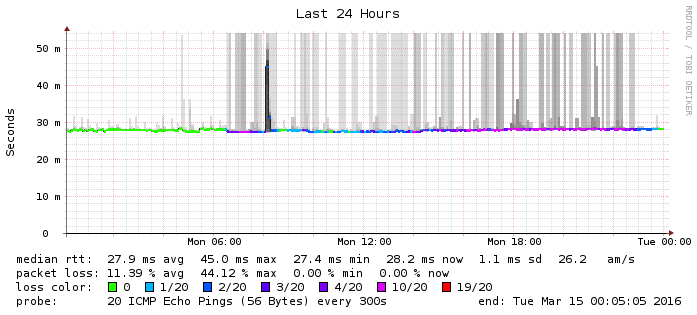 Last 24 Hours
RRDTOOL / TOBI OETIKER
Seconds
50 m
40 m
30 m
20 m
10 m
0
Mon 06:00 Mon 12:00 Mon 18:00 Tue 00:00
median rtt: 27.9 ms avg 45.0 ms max 27.4 ms min 28.2 ms now 1.1 ms sd 26.2 am/s
packet loss: 11.39 % avg 44.12 % max 0.00 % min 0.00 % now
loss color: 0 1/20 2/20 3/20 4/20 10/20 19/20
probe: 20 ICMP Echo Pings (56 Bytes) every 300s end: Tue Mar 15 00:05:05 2016